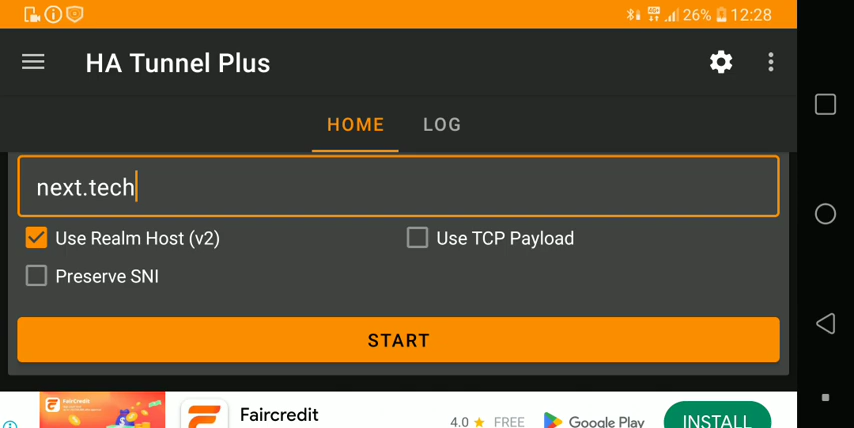 26% 12:28
HA Tunnel Plus
HOME LOG
next.tech
Use Realm Host (v2) Use TCP Payload
Preserve SNI
START
FairCredit
Faircredit
4.0 FREE Google Play INSTALL